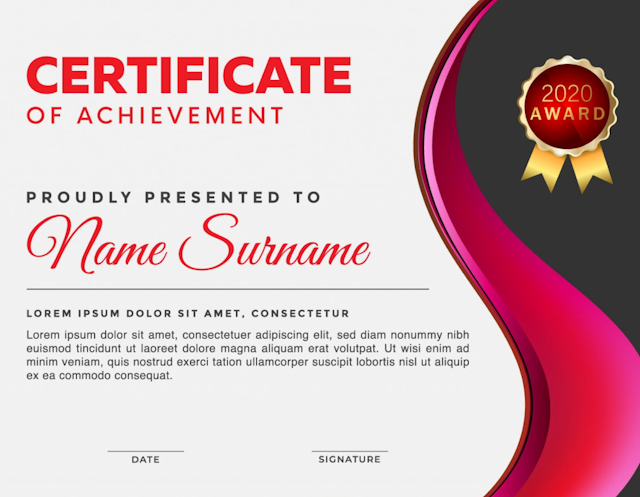 CERTIFICATE
OF ACHIEVEMENT
2020
AWARD
PROUDLY PRESENTED TO
Name Surname
LOREM IPSUM DOLOR SIT AMET, CONSECTETUR
Lorem ipsum dolor sit amet, consectetuer adipiscing elit, sed diam nonummy nibh
euismod tincidunt ut laoreet dolore magna aliquam erat volutpat. Ut wisi enim ad
minim veniam, quis nostrud exerci tation ullamcorper suscipit lobortis nisl ut aliquip
ex ea commodo consequat.
DATE
SIGNATURE